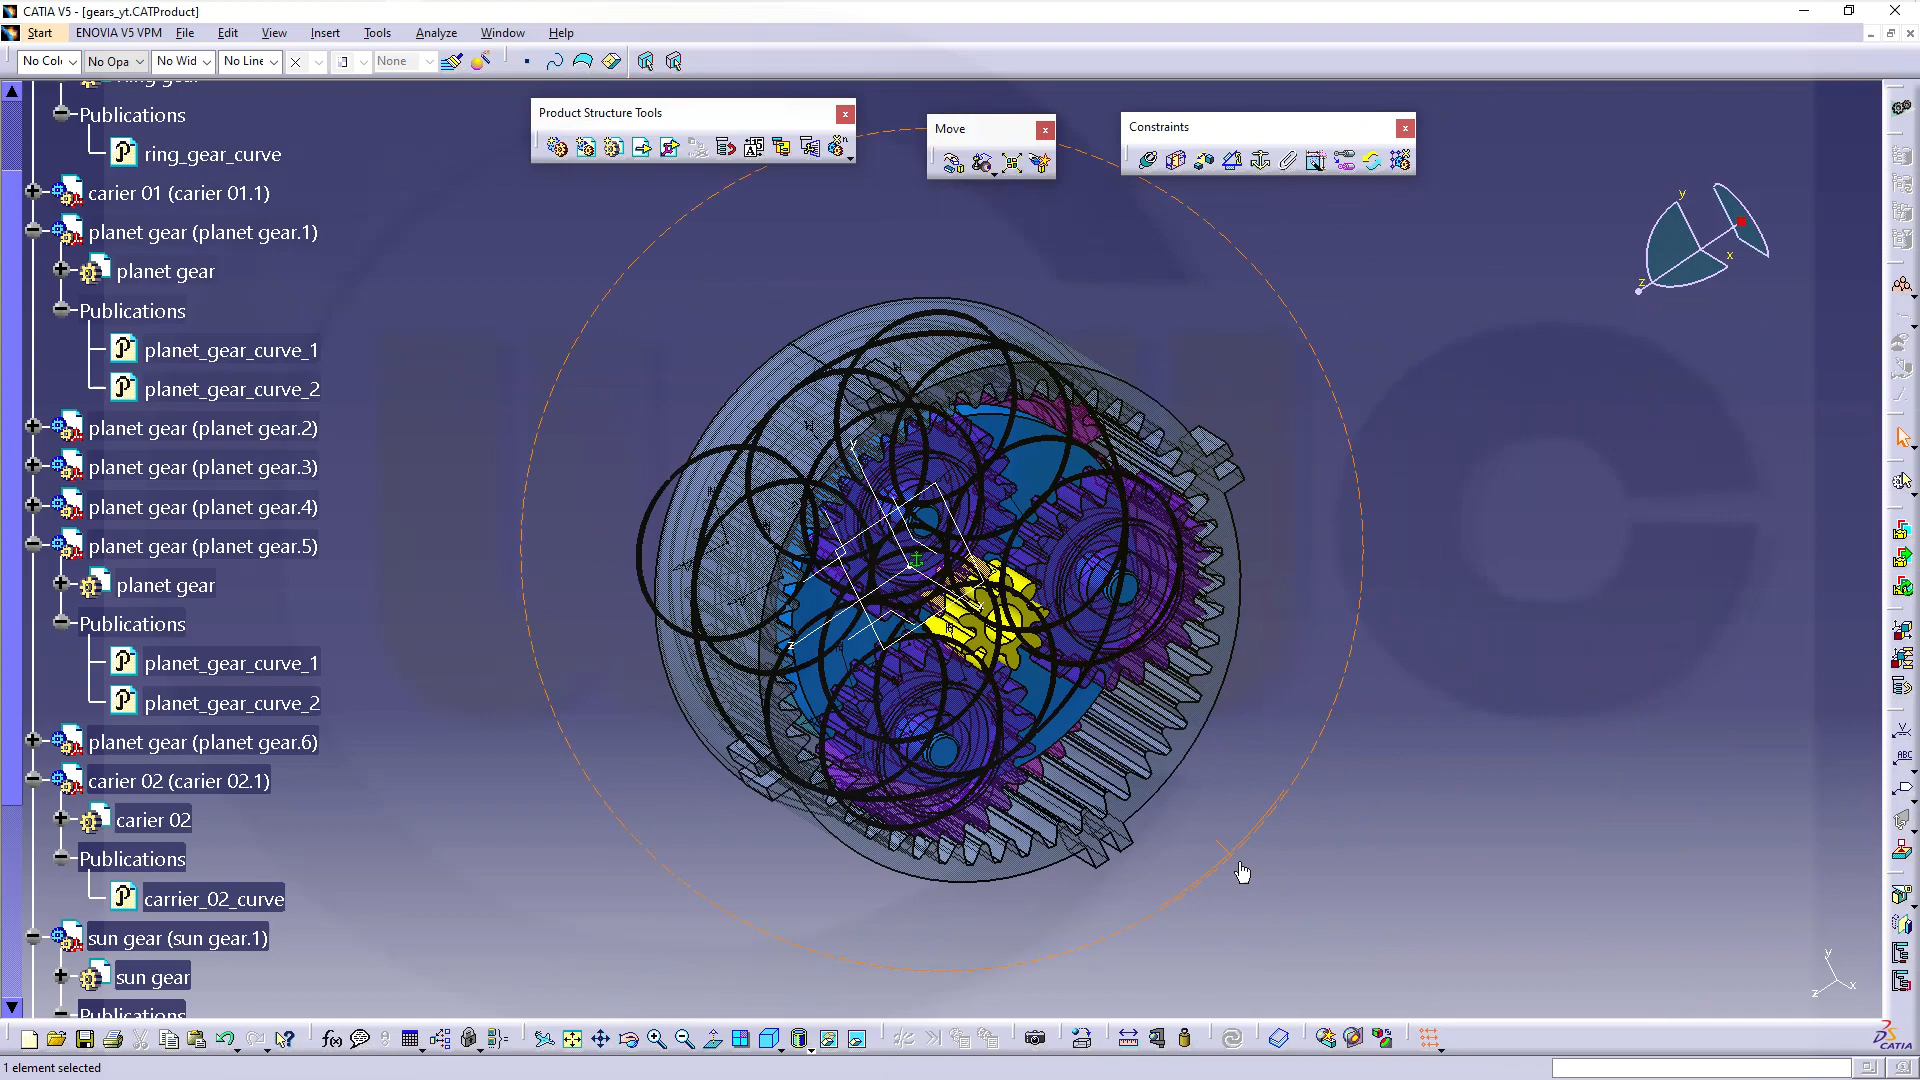 CATIA V5 - [gears_yt.CATProduct]
Start ENOVIA V5 VPM File Edit View Insert Tools Analyze Window Help
No Col No Opa No Wid No Line None
Product Structure Tools
Move
Constraints
ring gear
Publications
ring_gear_curve
carier 01 (carier 01.1)
planet gear (planet gear.1)
planet gear
Publications
planet_gear_curve_1
planet_gear_curve_2
planet gear (planet gear.2)
planet gear (planet gear.3)
planet gear (planet gear.4)
planet gear (planet gear.5)
planet gear
Publications
planet_gear_curve_1
planet_gear_curve_2
planet gear (planet gear.6)
carier 02 (carier 02.1)
carier 02
Publications
carrier_02_curve
sun gear (sun gear.1)
sun gear
Publications
y
x
z
y
z
y
x
z
ABC
f(x)
CATIA
1 element selected